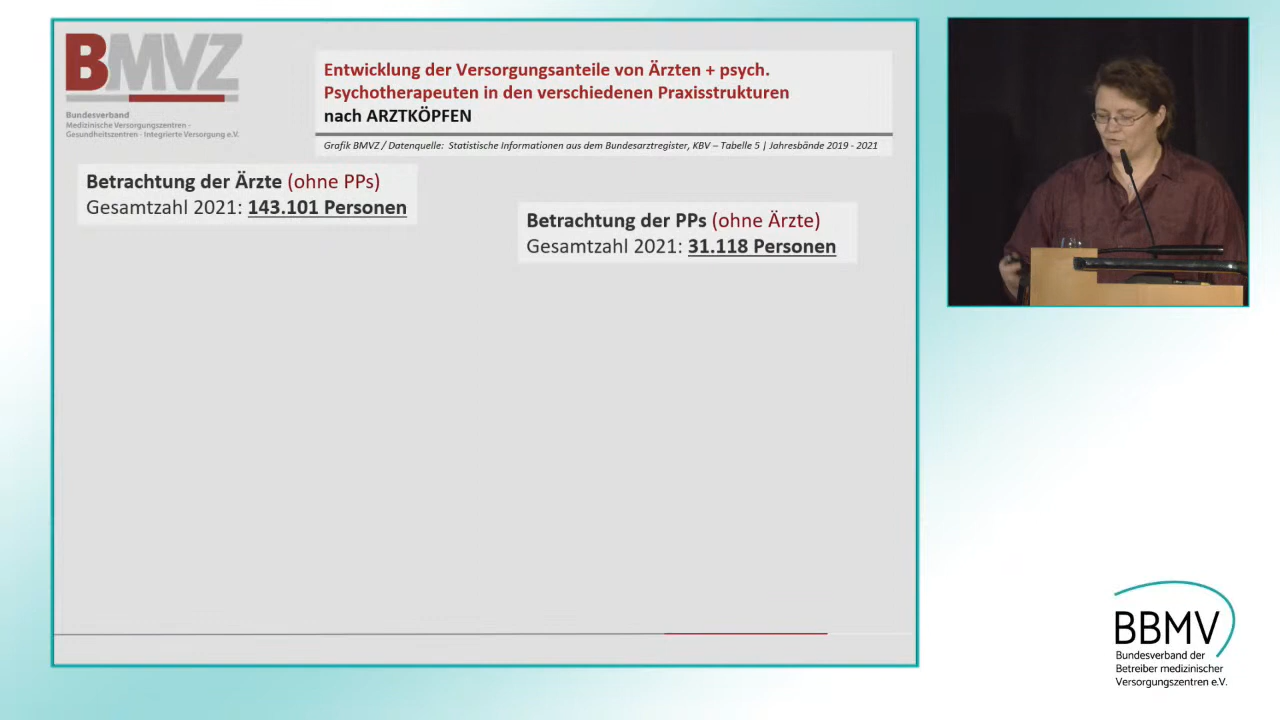 BMVZ
Bundesverband
Medizinische Versorgungszentren -
Gesundheitszentren - Integrierte Versorgung e.V.
Entwicklung der Versorgungsanteile von Ärzten + psych.
Psychotherapeuten in den verschiedenen Praxisstrukturen
nach ARZTKÖPFEN
Grafik BMVZ / Datenquelle: Statistische Informationen aus dem Bundesarztregister, KBV – Tabelle 5 | Jahresbände 2019 - 2021
Betrachtung der Ärzte (ohne PPs)
Gesamtzahl 2021: 143.101 Personen
Betrachtung der PPs (ohne Ärzte)
Gesamtzahl 2021: 31.118 Personen
BBMV
Bundesverband der
Betreiber medizinischer
Versorgungszentren e.V.